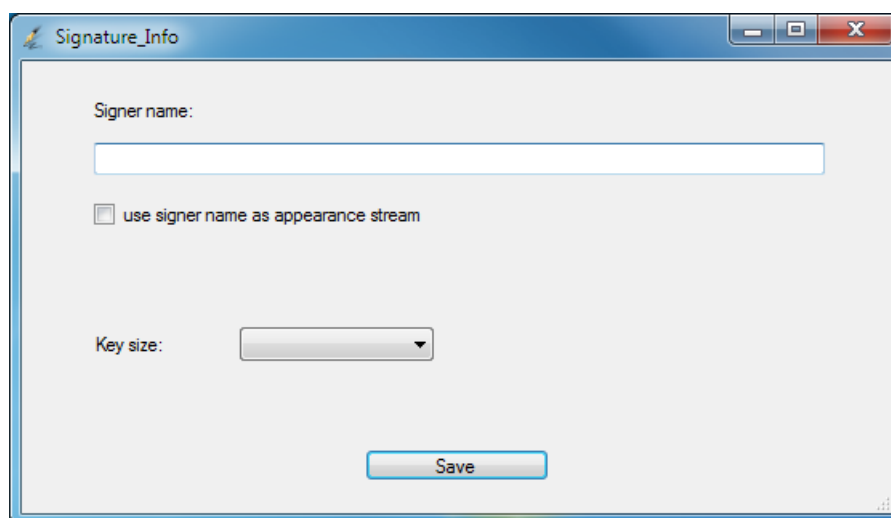 Signature_Info
Signer name:
use signer name as appearance stream
Key size:
Save